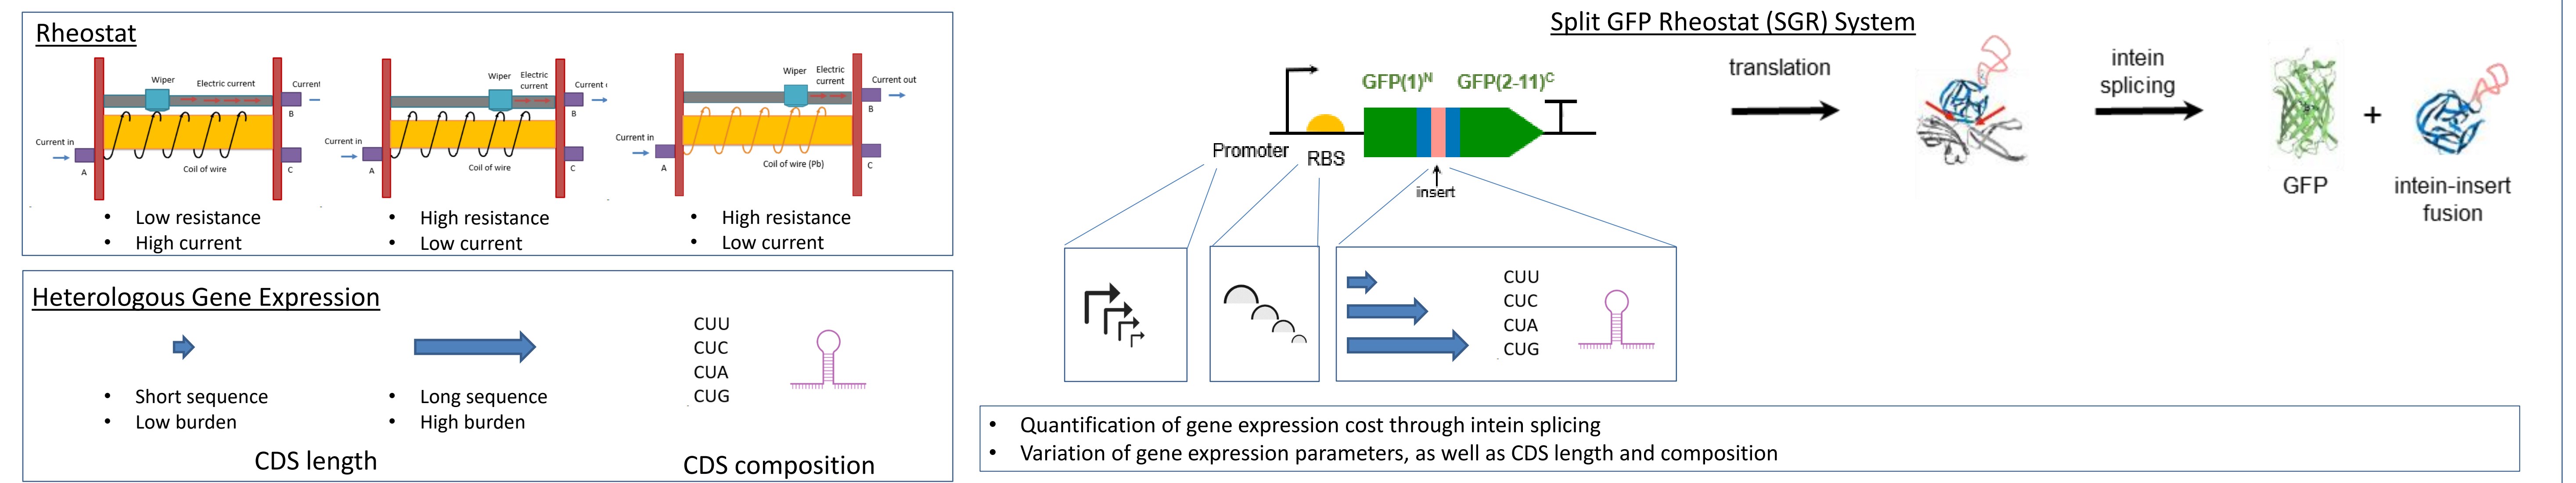 Rheostat
Wiper
Electric current
Current
B
Current in
A
Coil of wire
C
• Low resistance
• High current
Wiper
Electric
current
Current
B
Current in
A
Coil of wire
C
• High resistance
• Low current
Wiper
Electric
current
Current out
B
Current in
A
Coil of wire (Pb)
C
• High resistance
• Low current
Heterologous Gene Expression
• Short sequence
• Low burden
• Long sequence
• High burden
CDS length
CUU
CUC
CUA
CUG
CDS composition
Split GFP Rheostat (SGR) System
GFP(1)ᴺ GFP(2-11)ᶜ
Promoter
RBS
insert
CUU
CUC
CUA
CUG
translation
intein
splicing
+
GFP
intein-insert
fusion
• Quantification of gene expression cost through intein splicing
• Variation of gene expression parameters, as well as CDS length and composition